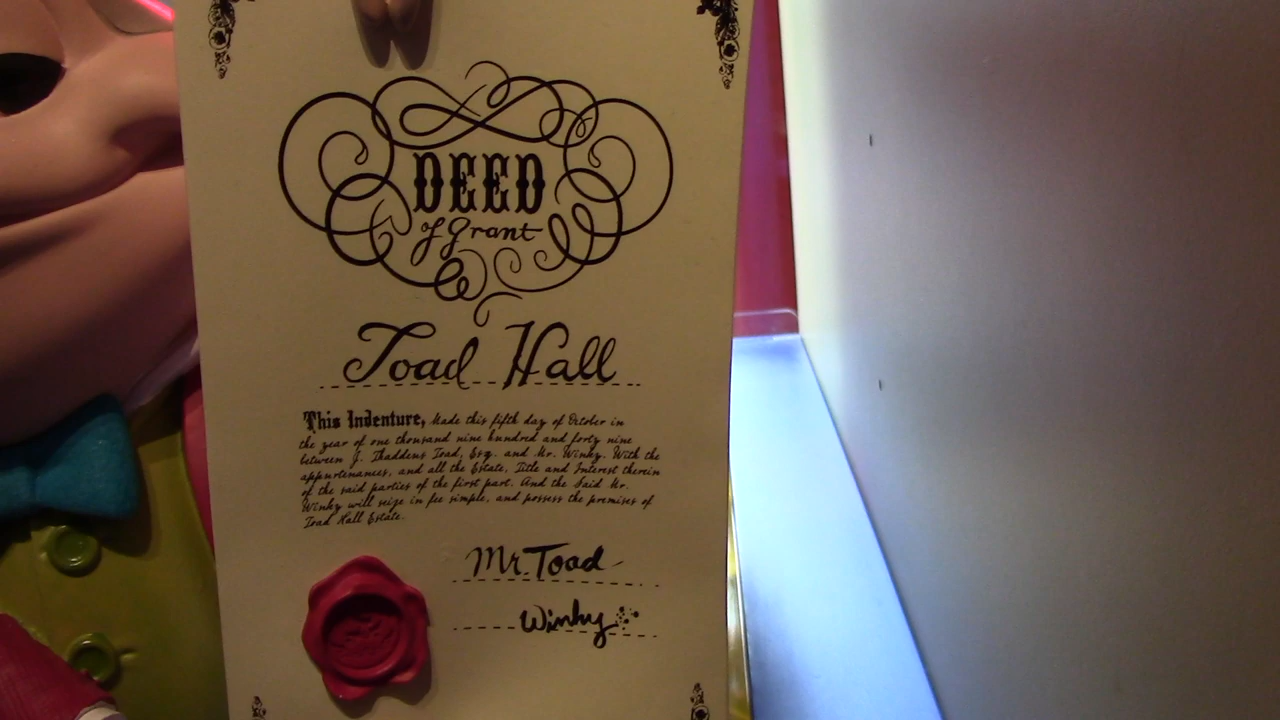 DEED
of Grant
Toad Hall
This Indenture, Made this fifth day of October in
the year of one thousand nine hundred and forty nine
between J. Thaddeus Toad, Esq. and Mr. Winky. With the
appurtenances, and all the Estate, Title and Interest therein
of the said parties of the first part. And the Said Mr.
Winky will seize in fee simple, and possess the premises of
Toad Hall Estate.
Mr. Toad
Winky